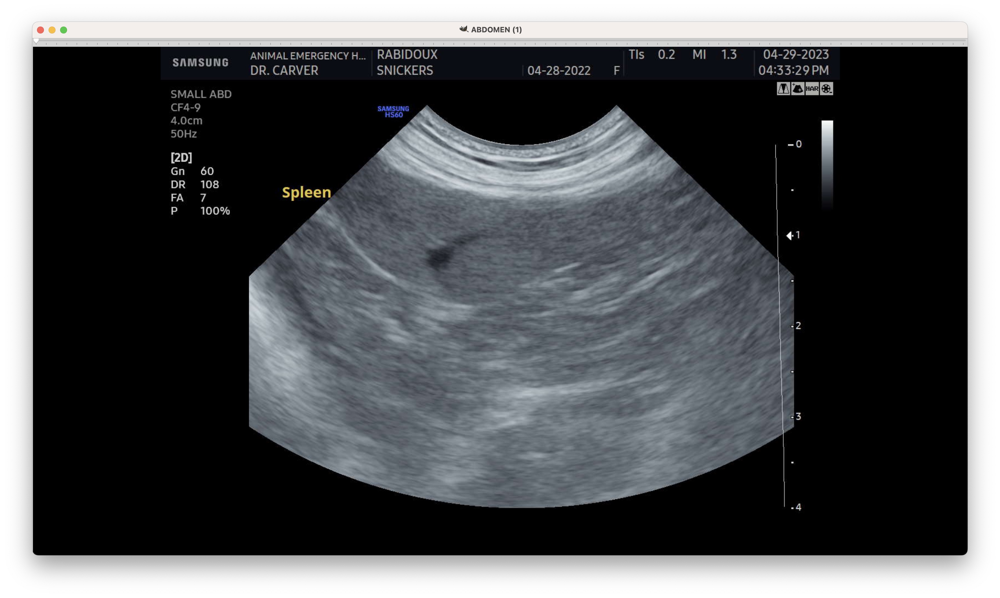 ABDOMEN (1)
SAMSUNG
ANIMAL EMERGENCY H...
DR. CARVER
RABIDOUX
SNICKERS
04-28-2022 F
TIs 0.2 MI 1.3
04-29-2023
04:33:29 PM
HAR
SMALL ABD
CF4-9
4.0cm
50Hz
[2D]
Gn 60
DR 108
FA 7
P 100%
SAMSUNG
HS60
Spleen
0
1
2
3
4